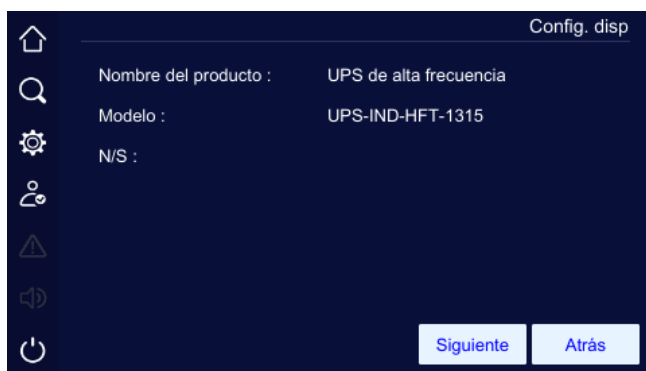 Config. disp
Nombre del producto : UPS de alta frecuencia
Modelo : UPS-IND-HFT-1315
N/S :
Siguiente Atrás